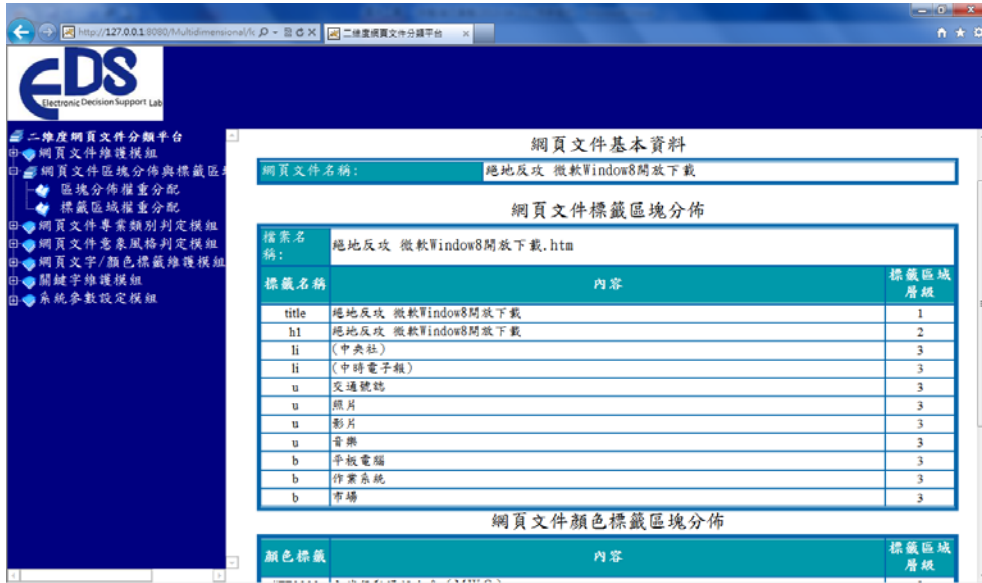 http://127.0.0.1:8080/Multidimensional/
二維度網頁文件分類平台
EDS
Electronic Decision Support Lab
二維度網頁文件分類平台
網頁文件維護模組
網頁文件區塊分佈與標籤區
區塊分佈權重分配
標籤區域權重分配
網頁文件專業類別判定模組
網頁文件意象風格判定模組
網頁文字/顏色標籤維護模組
關鍵字維護模組
系統參數設定模組
網頁文件基本資料
網頁文件名稱: 絕地反攻 微軟Window8開放下載
網頁文件標籤區塊分佈
檔案名稱: 絕地反攻 微軟Window8開放下載.htm
標籤名稱 內容 標籤區域層級
title 絕地反攻 微軟Window8開放下載 1
h1 絕地反攻 微軟Window8開放下載 2
li (中央社) 3
li (中時電子報) 3
u 交通號誌 3
u 照片 3
u 影片 3
u 音樂 3
b 平板電腦 3
b 作業系統 3
b 市場 3
網頁文件顏色標籤區塊分佈
顏色標籤 內容 標籤區域層級